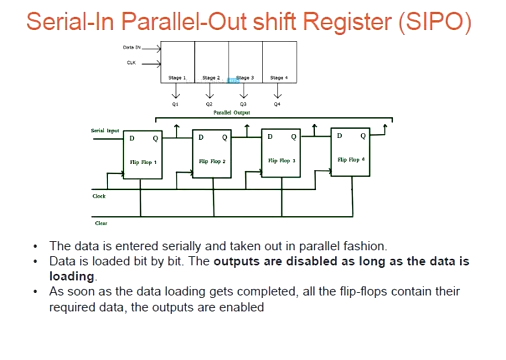 Serial-In Parallel-Out shift Register (SIPO)
Data IN
CLK
Stage 1 Stage 2 Stage 3 Stage 4
Q1 Q2 Q3 Q4
Parallel Output
Serial Input
D Q D Q D Q D Q
Flip Flop 1 Flip Flop 2 Flip Flop 3 Flip Flop 4
Clock
Clear
• The data is entered serially and taken out in parallel fashion.
• Data is loaded bit by bit. The outputs are disabled as long as the data is
loading.
• As soon as the data loading gets completed, all the flip-flops contain their
required data, the outputs are enabled